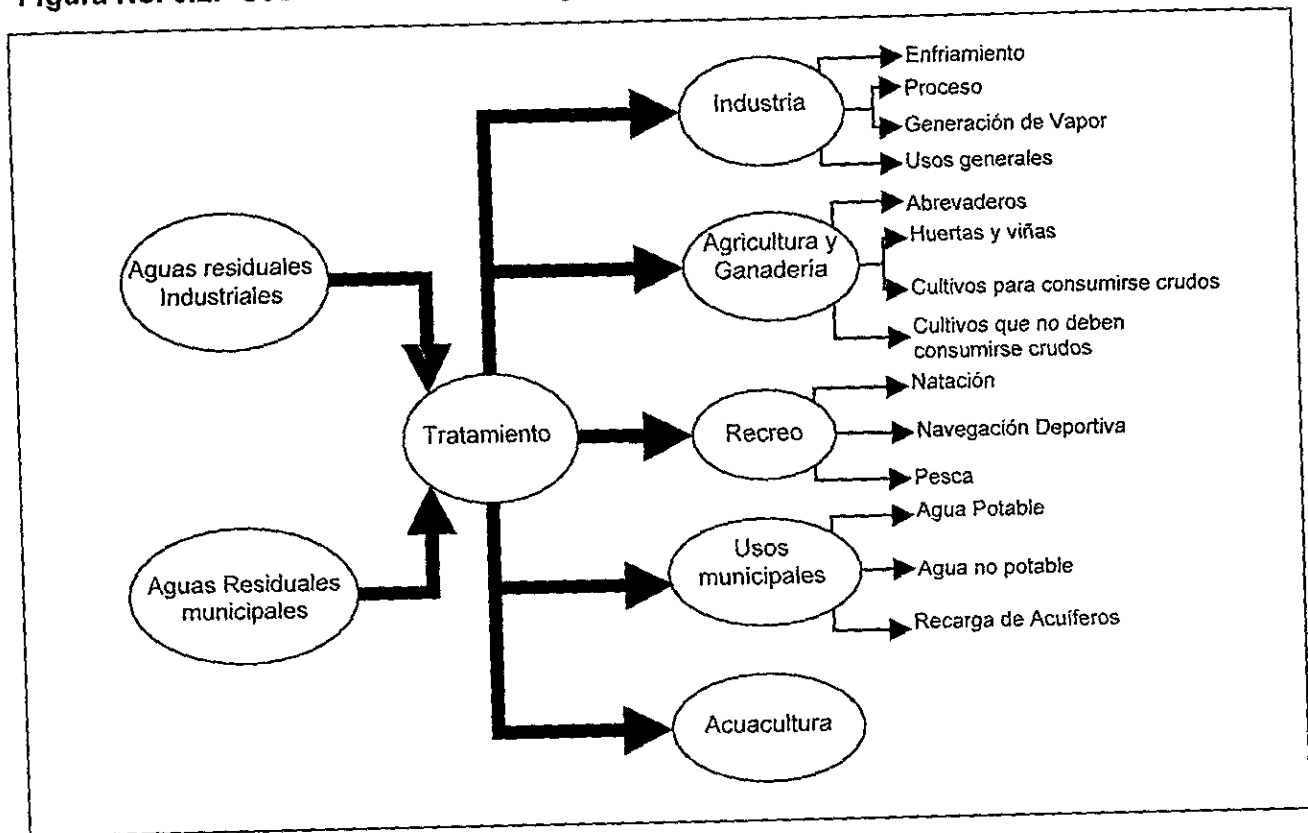 Industria
Enfriamiento
Proceso
Generación de Vapor
Usos generales
Agricultura y
Ganadería
Abrevaderos
Huertas y viñas
Cultivos para consumirse crudos
Cultivos que no deben
consumirse crudos
Aguas residuales
Industriales
Tratamiento
Recreo
Natación
Navegación Deportiva
Pesca
Aguas Residuales
municipales
Usos
municipales
Agua Potable
Agua no potable
Recarga de Acuíferos
Acuacultura